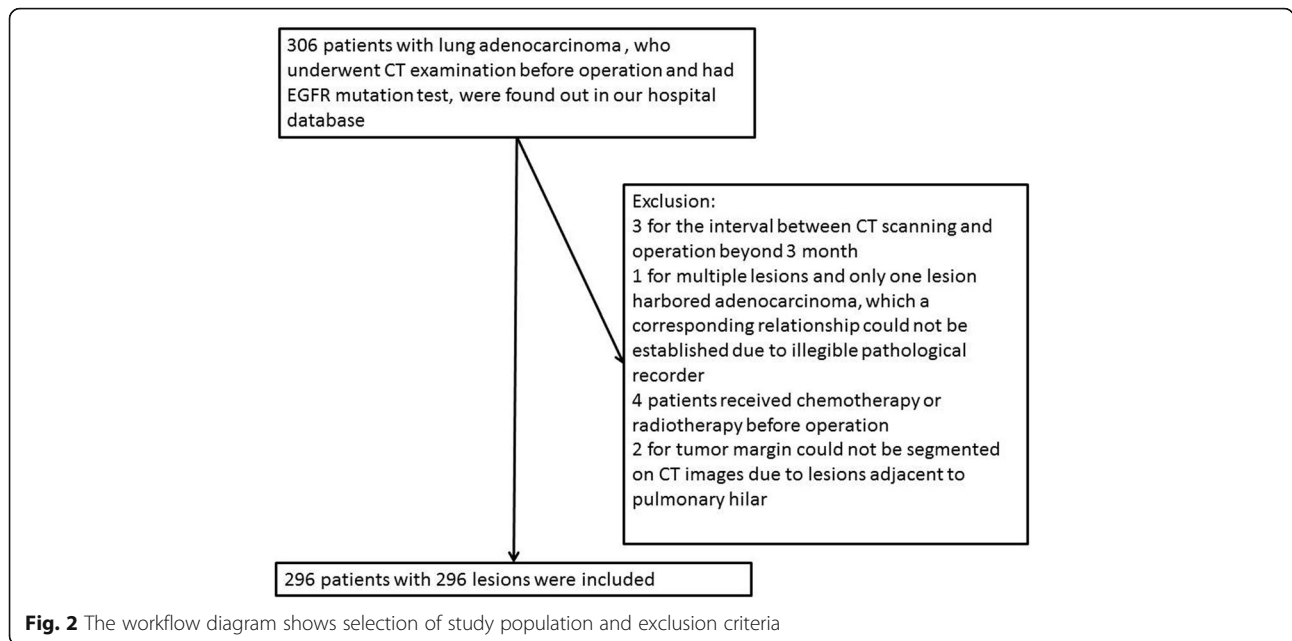 306 patients with lung adenocarcinoma , who
underwent CT examination before operation and had
EGFR mutation test, were found out in our hospital
database
Exclusion:
3 for the interval between CT scanning and
operation beyond 3 month
1 for multiple lesions and only one lesion
harbored adenocarcinoma, which a
corresponding relationship could not be
established due to illegible pathological
recorder
4 patients received chemotherapy or
radiotherapy before operation
2 for tumor margin could not be segmented
on CT images due to lesions adjacent to
pulmonary hilar
296 patients with 296 lesions were included
Fig. 2 The workflow diagram shows selection of study population and exclusion criteria